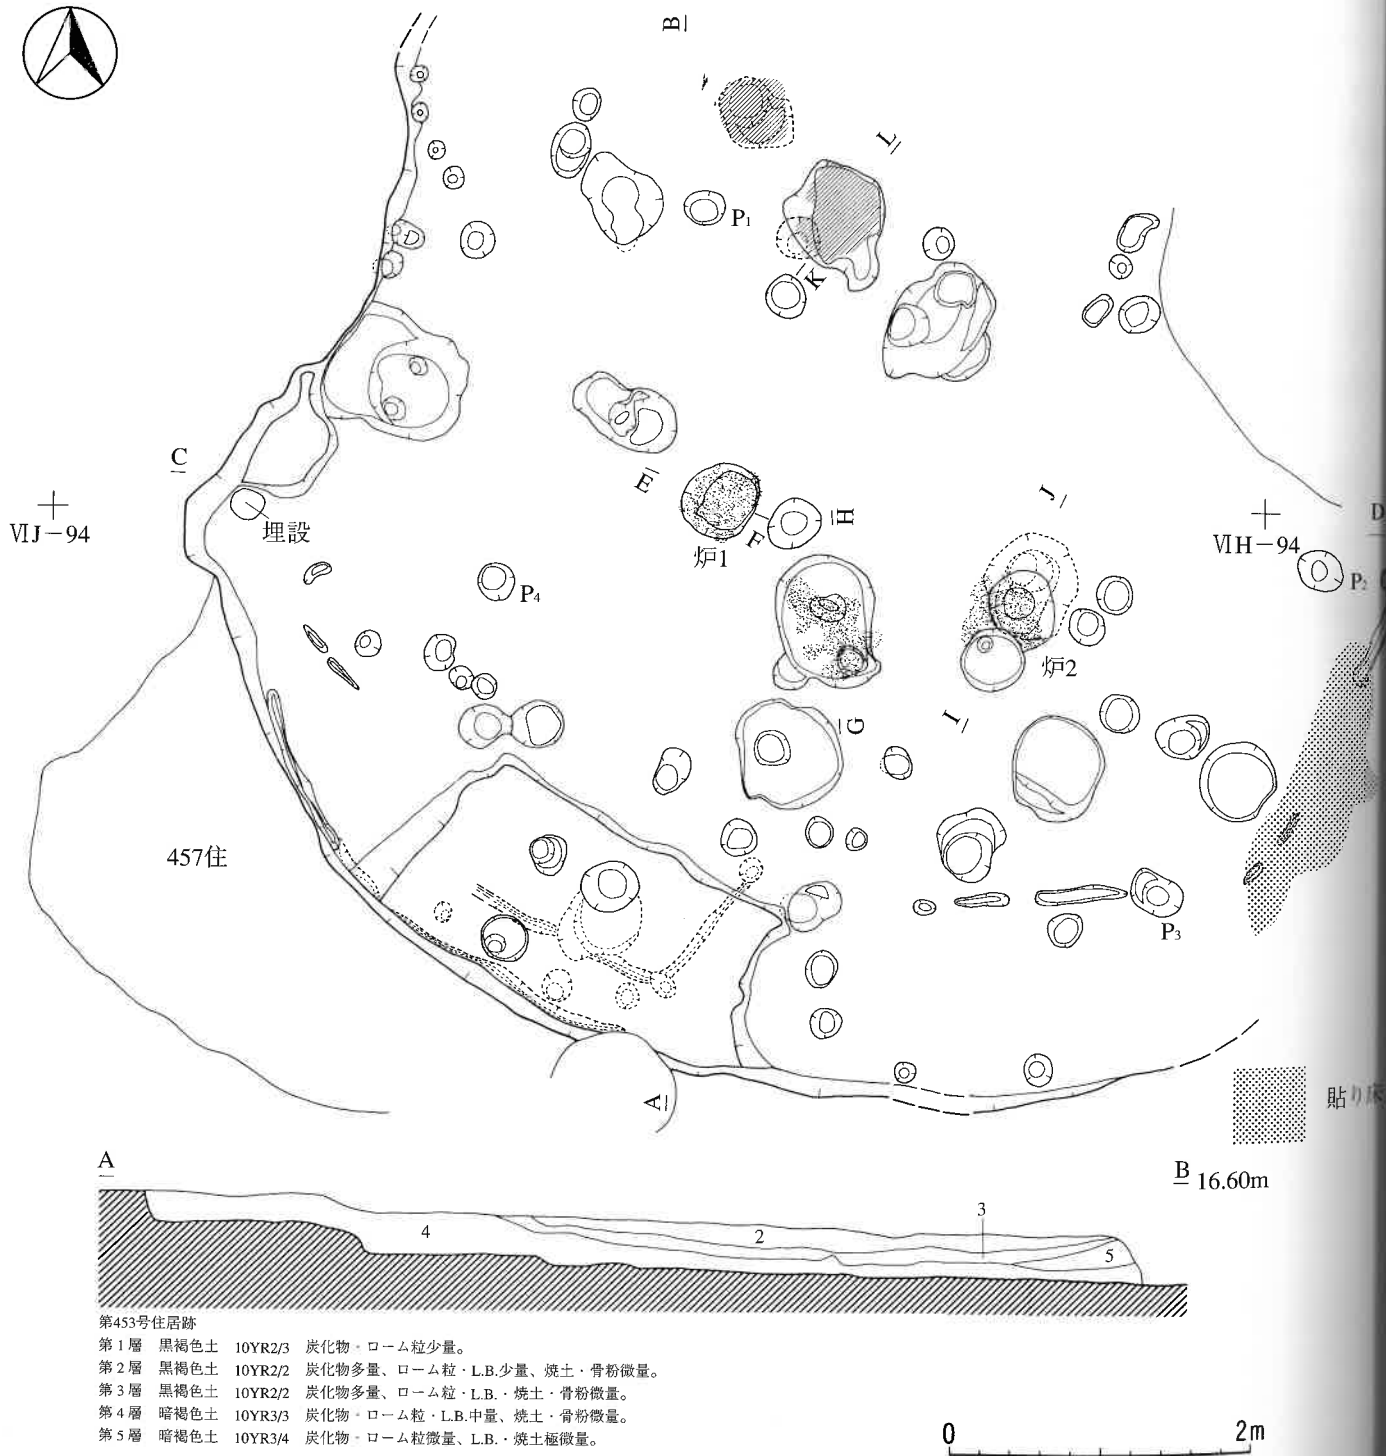 B
L
P1
K
C
E
J
H
ⅥJ-94
埋設
炉1
F
ⅥH-94
D
P2
P4
炉2
G
I
457住
P3
A
貼り床
A
B 16.60m
3
4
2
5
第453号住居跡
第1層 黒褐色土 10YR2/3 炭化物・ローム粒少量。
第2層 黒褐色土 10YR2/2 炭化物多量、ローム粒・L.B.少量、焼土・骨粉微量。
第3層 黒褐色土 10YR2/2 炭化物多量、ローム粒・L.B.・焼土・骨粉微量。
第4層 暗褐色土 10YR3/3 炭化物・ローム粒・L.B.中量、焼土・骨粉微量。
第5層 暗褐色土 10YR3/4 炭化物・ローム粒微量、L.B.・焼土極微量。
0 2m